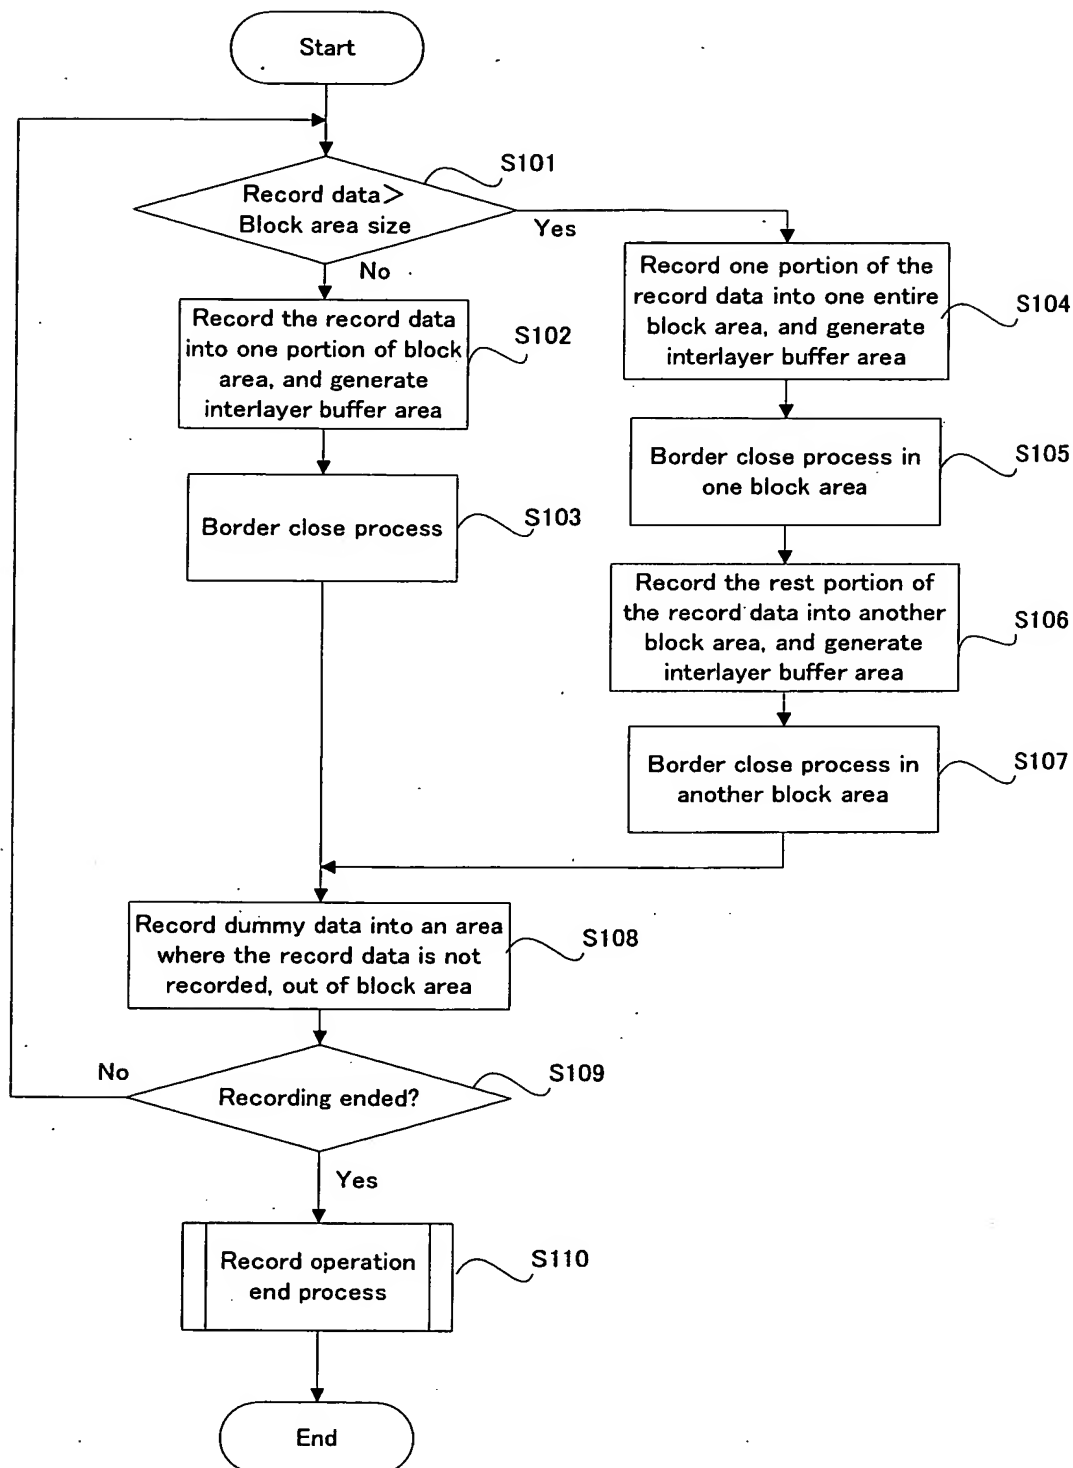 Start
S101
Record data>
Block area size
Yes
No
Record the record data
into one portion of block
area, and generate
interlayer buffer area
S102
Record one portion of the
record data into one entire
block area, and generate
interlayer buffer area
S104
Border close process in
one block area
S105
Border close process
S103
Record the rest portion of
the record data into another
block area, and generate
interlayer buffer area
S106
Border close process in
another block area
S107
Record dummy data into an area
where the record data is not
recorded, out of block area
S108
No
Recording ended?
S109
Yes
Record operation
end process
S110
End